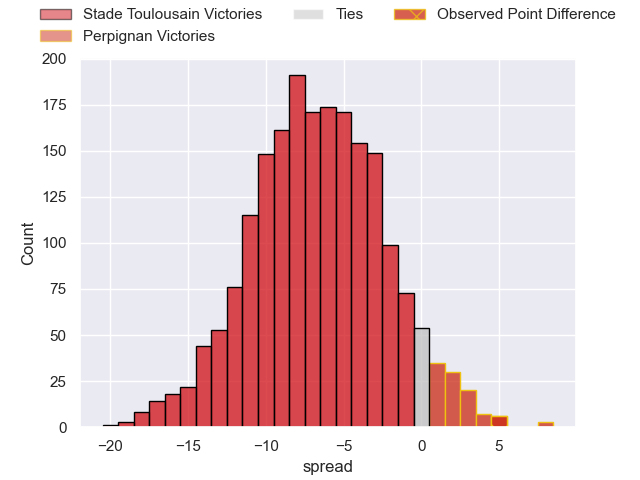 Stade Toulousain Victories
Ties
Observed Point Difference
Perpignan Victories
200
175
150
125
100
75
50
25
0
Count
−20
−15
−10
−5
0
5
spread